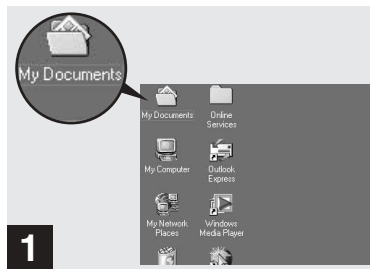 My Documents
My Documents
Online
Services
My Computer
Outlook
Express
My Network
Places
Windows
Media Player
1